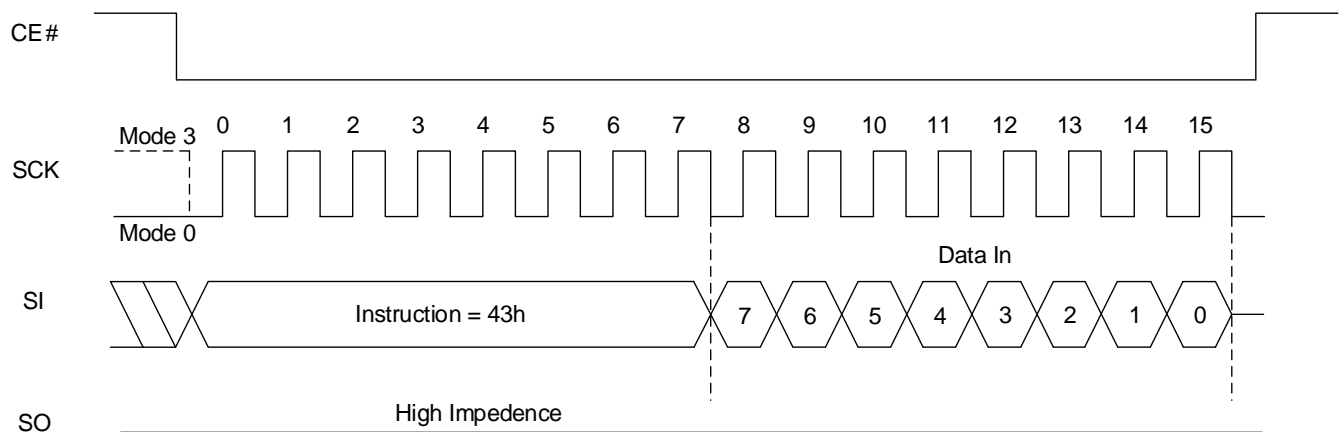 CE#
0 1 2 3 4 5 6 7 8 9 10 11 12 13 14 15
Mode 3
SCK
Mode 0
Data In
SI
Instruction = 43h
7 6 5 4 3 2 1 0
High Impedence
SO